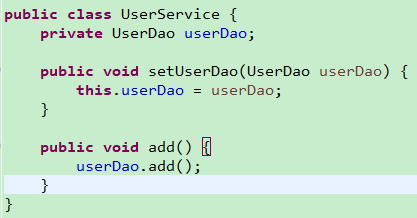 public class UserService {
    private UserDao userDao;

    public void setUserDao(UserDao userDao) {
        this.userDao = userDao;
    }

    public void add() {
        userDao.add();
    }
}